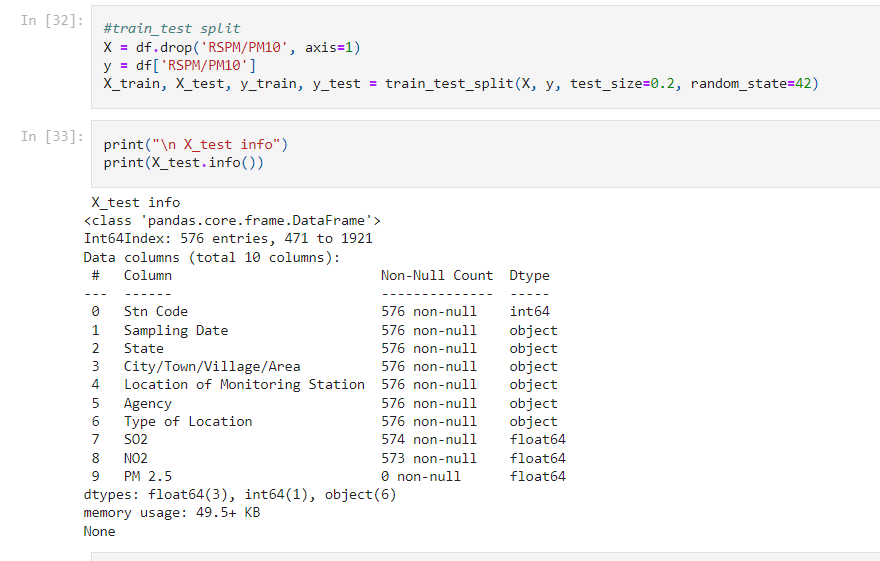 In [32]:
#train_test split
X = df.drop('RSPM/PM10', axis=1)
y = df['RSPM/PM10']
X_train, X_test, y_train, y_test = train_test_split(X, y, test_size=0.2, random_state=42)
In [33]:
print("\n X_test info")
print(X_test.info())
X_test info
<class 'pandas.core.frame.DataFrame'>
Int64Index: 576 entries, 471 to 1921
Data columns (total 10 columns):
 #   Column                          Non-Null Count  Dtype
---  ------                          --------------  -----
 0   Stn Code                        576 non-null    int64
 1   Sampling Date                   576 non-null    object
 2   State                           576 non-null    object
 3   City/Town/Village/Area          576 non-null    object
 4   Location of Monitoring Station  576 non-null    object
 5   Agency                          576 non-null    object
 6   Type of Location                576 non-null    object
 7   SO2                             574 non-null    float64
 8   NO2                             573 non-null    float64
 9   PM 2.5                          0 non-null      float64
dtypes: float64(3), int64(1), object(6)
memory usage: 49.5+ KB
None